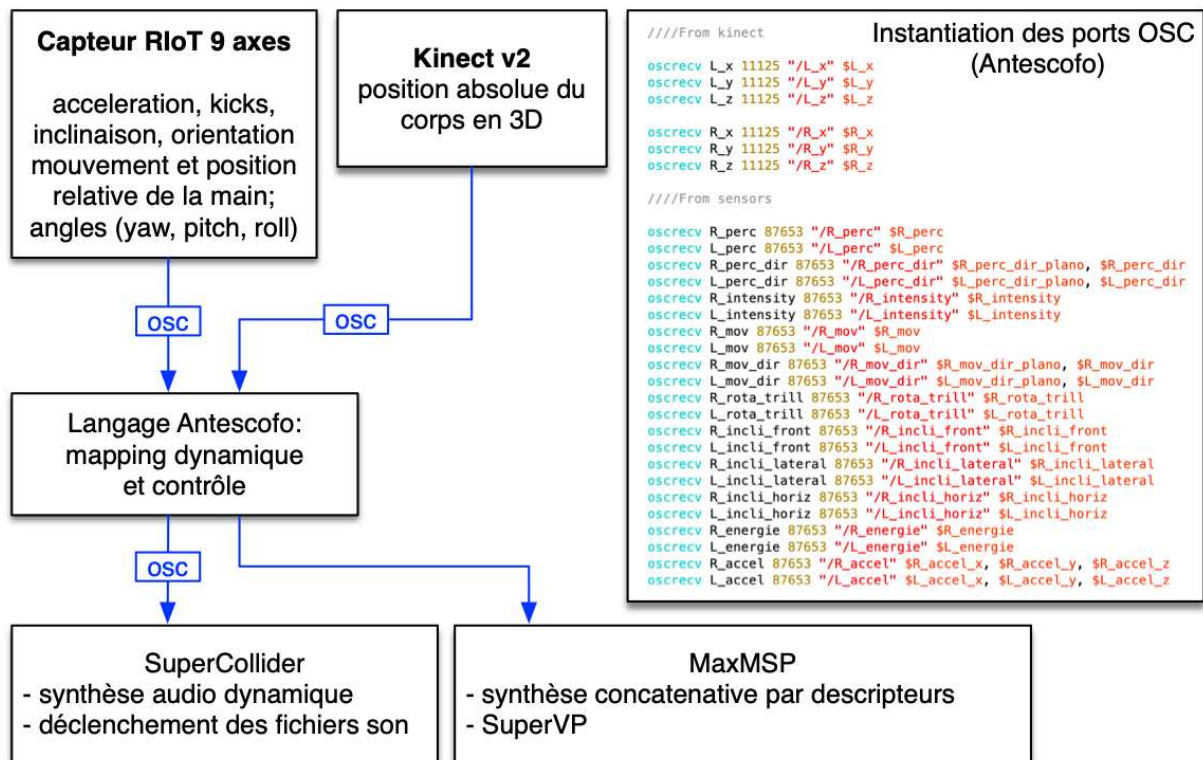 Capteur RIoT 9 axes
acceleration, kicks,
inclinaison, orientation
mouvement et position
relative de la main;
angles (yaw, pitch, roll)
Kinect v2
position absolue du
corps en 3D
OSC
OSC
Langage Antescofo:
mapping dynamique
et contrôle
OSC
SuperCollider
- synthèse audio dynamique
- déclenchement des fichiers son
MaxMSP
- synthèse concatenative par descripteurs
- SuperVP
Instantiation des ports OSC
(Antescofo)
////From kinect
oscrecv L_x 11125 "/L_x" $L_x
oscrecv L_y 11125 "/L_y" $L_y
oscrecv L_z 11125 "/L_z" $L_z
oscrecv R_x 11125 "/R_x" $R_x
oscrecv R_y 11125 "/R_y" $R_y
oscrecv R_z 11125 "/R_z" $R_z
////From sensors
oscrecv R_perc 87653 "/R_perc" $R_perc
oscrecv L_perc 87653 "/L_perc" $L_perc
oscrecv R_perc_dir 87653 "/R_perc_dir" $R_perc_dir_plano, $R_perc_dir
oscrecv L_perc_dir 87653 "/L_perc_dir" $L_perc_dir_plano, $L_perc_dir
oscrecv R_intensity 87653 "/R_intensity" $R_intensity
oscrecv L_intensity 87653 "/L_intensity" $L_intensity
oscrecv R_mov 87653 "/R_mov" $R_mov
oscrecv L_mov 87653 "/L_mov" $L_mov
oscrecv R_mov_dir 87653 "/R_mov_dir" $R_mov_dir_plano, $R_mov_dir
oscrecv L_mov_dir 87653 "/L_mov_dir" $L_mov_dir_plano, $L_mov_dir
oscrecv R_rota_trill 87653 "/R_rota_trill" $R_rota_trill
oscrecv L_rota_trill 87653 "/L_rota_trill" $L_rota_trill
oscrecv R_incli_front 87653 "/R_incli_front" $R_incli_front
oscrecv L_incli_front 87653 "/L_incli_front" $L_incli_front
oscrecv R_incli_lateral 87653 "/R_incli_lateral" $R_incli_lateral
oscrecv L_incli_lateral 87653 "/L_incli_lateral" $L_incli_lateral
oscrecv R_incli_horiz 87653 "/R_incli_horiz" $R_incli_horiz
oscrecv L_incli_horiz 87653 "/L_incli_horiz" $L_incli_horiz
oscrecv R_energie 87653 "/R_energie" $R_energie
oscrecv L_energie 87653 "/L_energie" $L_energie
oscrecv R_accel 87653 "/R_accel" $R_accel_x, $R_accel_y, $R_accel_z
oscrecv L_accel 87653 "/L_accel" $L_accel_x, $L_accel_y, $L_accel_z